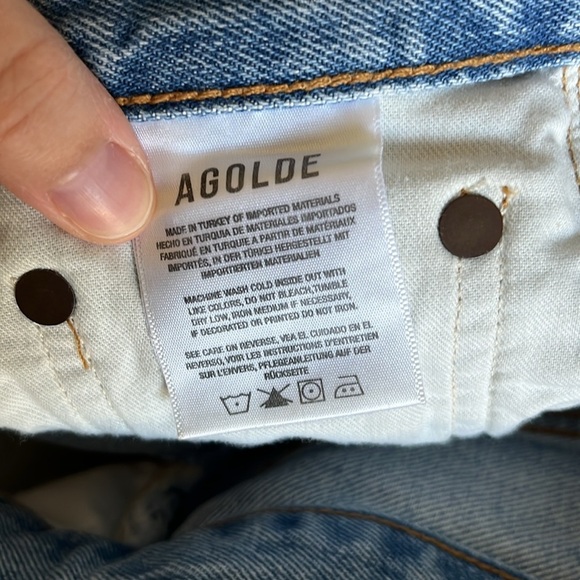 AGOLDE
MADE IN TURKEY OF IMPORTED MATERIALS
HECHO EN TURQUIA DE MATERIALES IMPORTADOS
FABRIQUÉ EN TURQUIE A PARTIR DE MATÉRIAUX
IMPORTÉS, IN DER TÜRKEI HERGESTELLT MIT
IMPORTIERTEN MATERIALIEN
MACHINE WASH COLD INSIDE OUT WITH
LIKE COLORS, DO NOT BLEACH,TUMBLE
DRY LOW, IRON MEDIUM IF NECESSARY,
IF DECORATED OR PRINTED DO NOT IRON.
SEE CARE ON REVERSE, VEA EL CUIDADO EN EL
REVERSO, VOIR LES INSTRUCTIONS D'ENTRETIEN
SUR L'ENVERS, PFLEGEANLEITUNG AUF DER
RÜCKSEITE